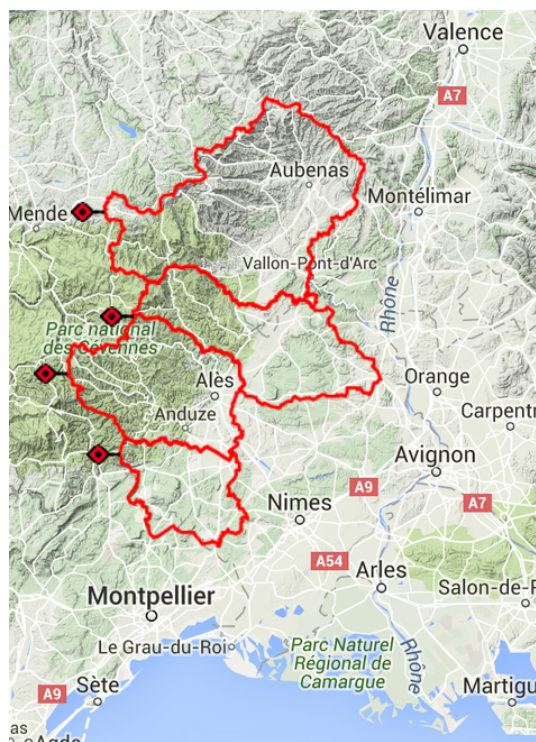 Valence
A7
Aubenas
Montélimar
Mende
Vallon-Pont-d'Arc
Rhône
Parc national
des Cévennes
Alès
Orange
Anduze
Carpentr
Avignon
A9
A7
Nimes
A54
Arles
Montpellier
Salon-de-P
Le Grau-du-Roi
Parc Naturel
Régional de
Camargue
Rhône
A9
Sète
Martigu
as
Agde